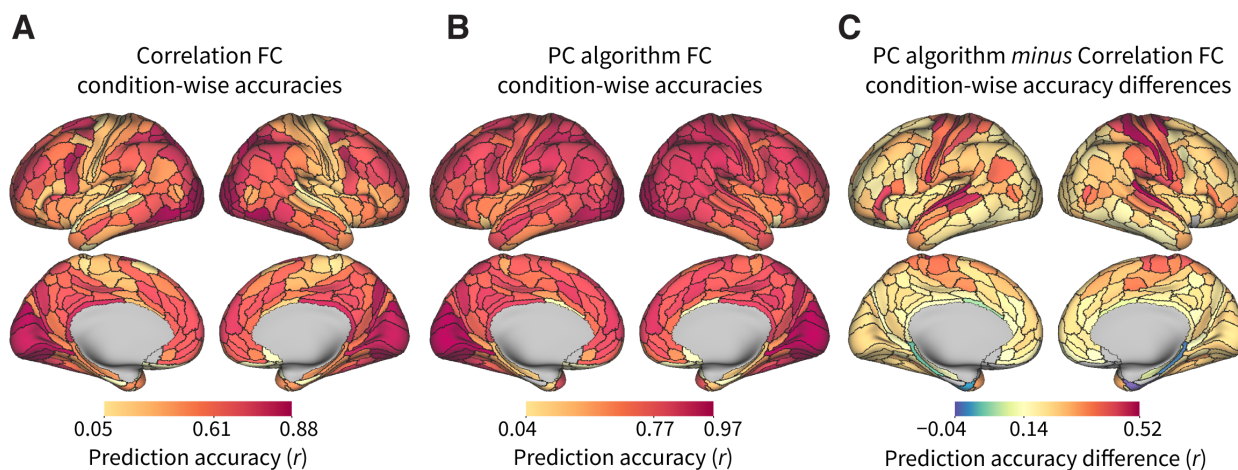 A
Correlation FC
condition-wise accuracies
0.05 0.61 0.88
Prediction accuracy (r)
B
PC algorithm FC
condition-wise accuracies
0.04 0.77 0.97
Prediction accuracy (r)
C
PC algorithm minus Correlation FC
condition-wise accuracy differences
−0.04 0.14 0.52
Prediction accuracy difference (r)